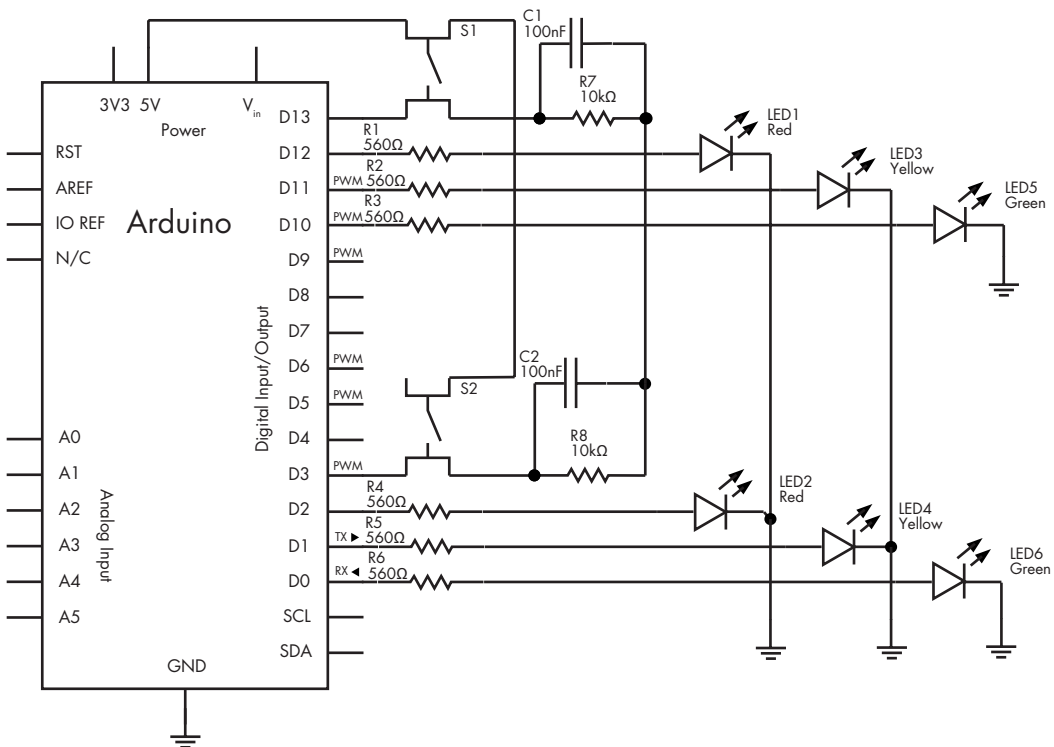 S1
C1
100nF
R7
10kΩ
3V3 5V
Vin
Power
D13
R1
560Ω
LED1
Red
RST
D12
R2
LED3
Yellow
AREF
D11
PWM
560Ω
LED5
Green
R3
IO REF
Arduino
D10
PWM
560Ω
N/C
D9
PWM
D8
D7
Digital Input/Output
D6
PWM
C2
100nF
S2
D5
PWM
A0
D4
R8
10kΩ
A1
D3
PWM
R4
560Ω
LED2
Red
A2
D2
LED4
Yellow
R5
560Ω
Analog Input
A3
D1
TX ▶
R6
560Ω
LED6
Green
A4
D0
RX ◀
A5
SCL
SDA
GND